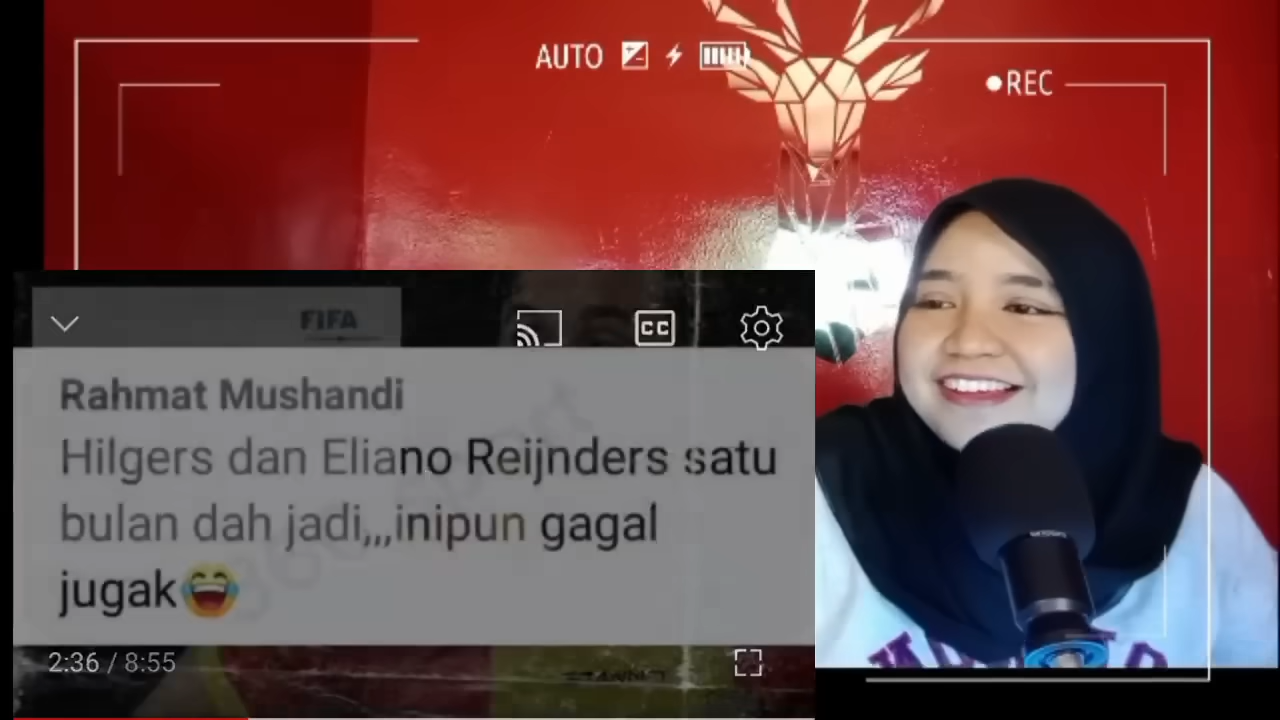 AUTO
REC
FIFA
CC
Rahmat Mushandi
Hilgers dan Eliano Reijnders satu
bulan dah jadi,,,inipun gagal
jugak😂
2:36 / 8:55